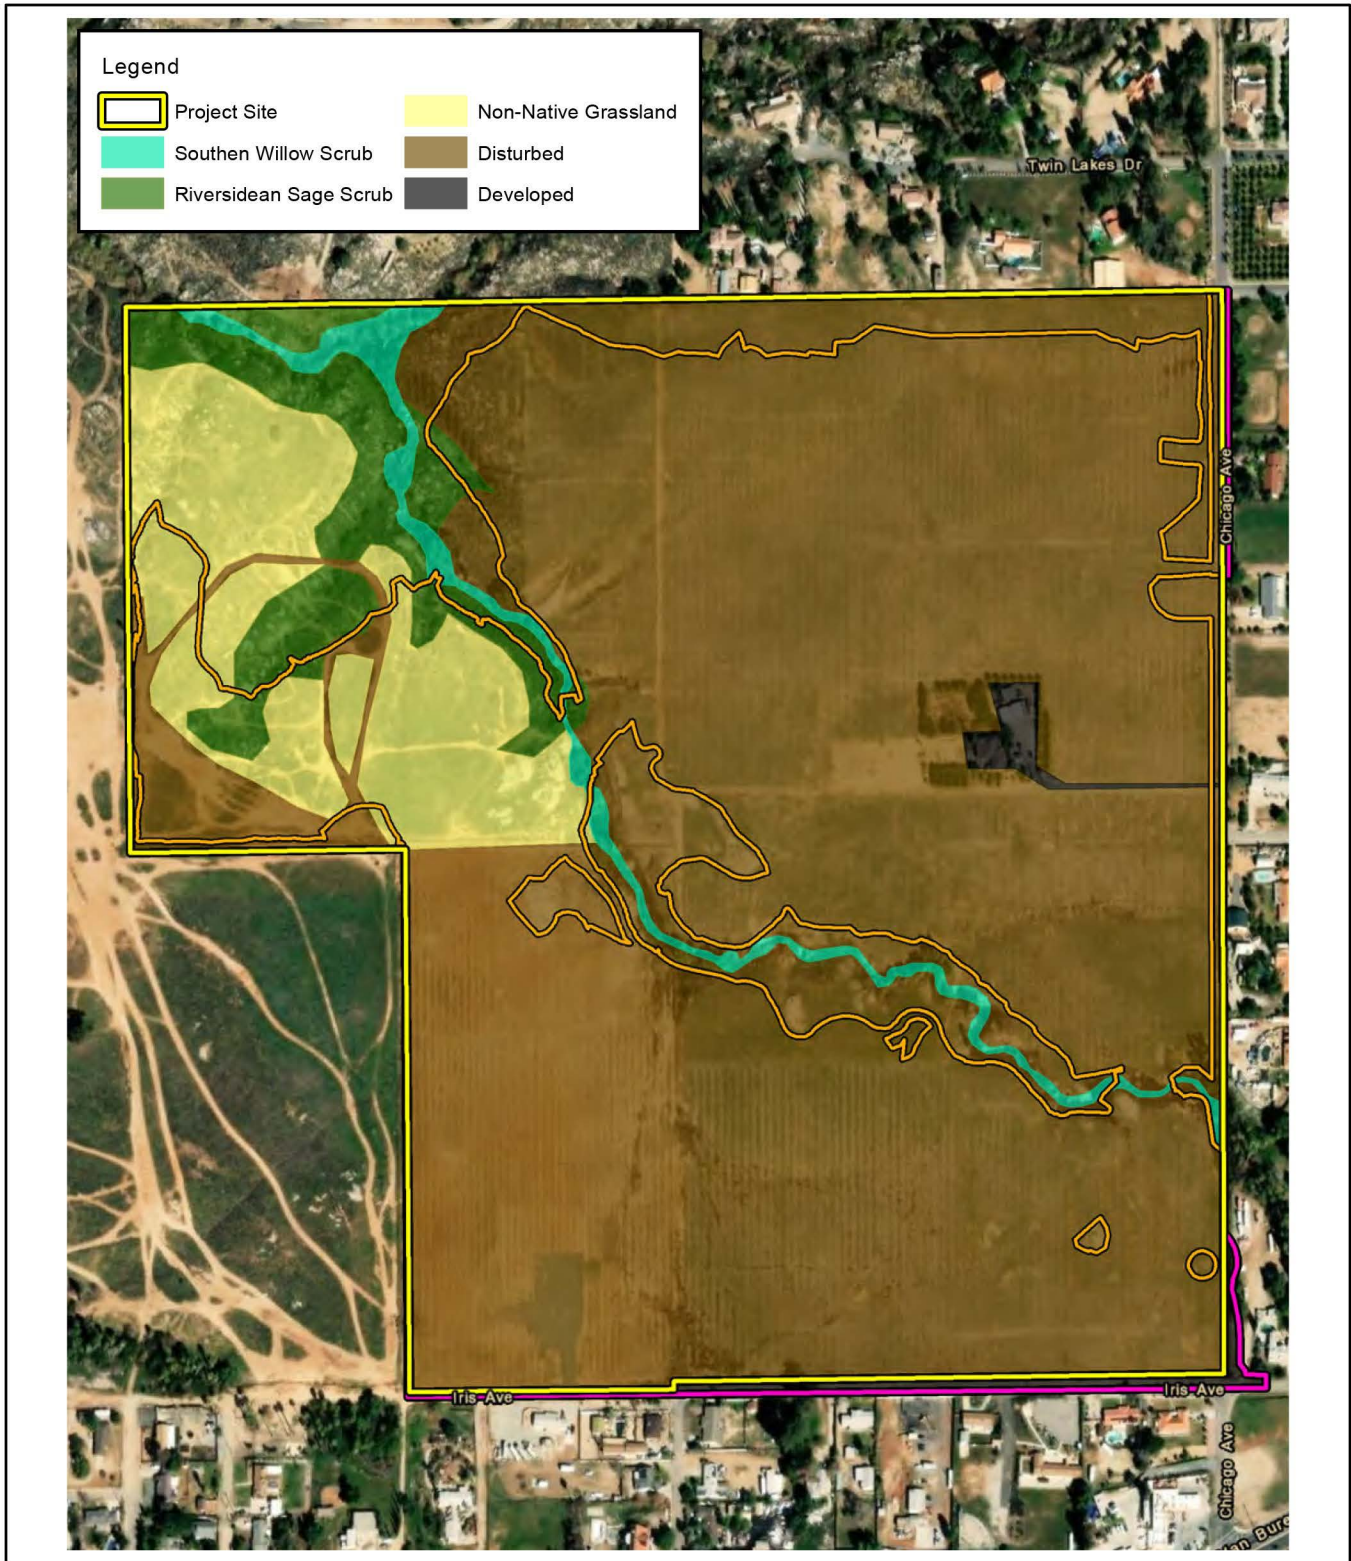 Legend
Project Site
Non-Native Grassland
Southen Willow Scrub
Disturbed
Riversidean Sage Scrub
Developed
Twin Lakes Dr
Chicago Ave
Iris Ave
Iris Ave
Chicago Ave